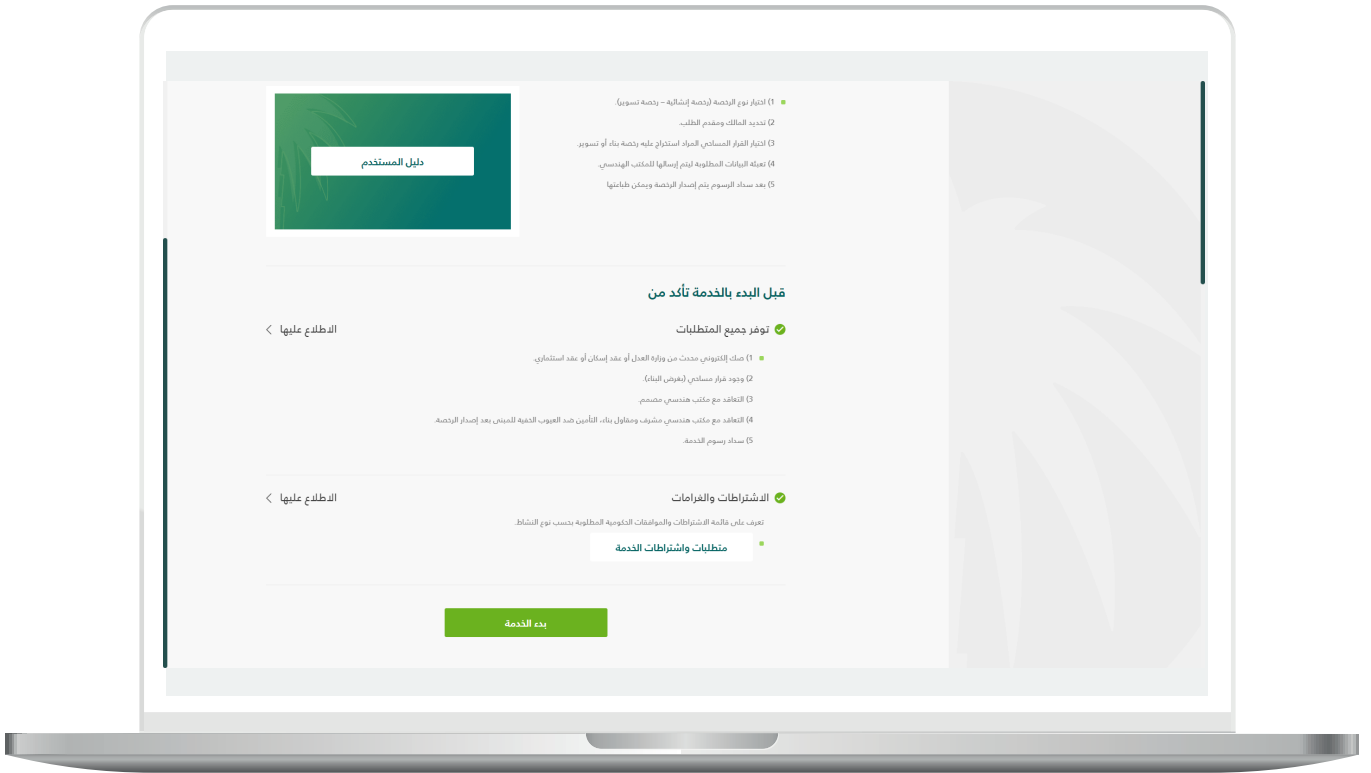 1) اختيار نوع الرخصة (رخصة إنشائية – رخصة تسوير).
2) تحديد المالك ومقدم الطلب.
3) اختيار القرار المساحي المراد استخراج عليه رخصة بناء أو تسوير.
4) تعبئة البيانات المطلوبة ليتم إرسالها للمكتب الهندسي.
5) بعد سداد الرسوم يتم إصدار الرخصة ويمكن طباعتها
دليل المستخدم
قبل البدء بالخدمة تأكد من
توفر جميع المتطلبات
الاطلاع عليها
1) صك إلكتروني محدث من وزارة العدل أو عقد إسكان أو عقد استثماري.
2) وجود قرار مساحي (بغرض البناء).
3) التعاقد مع مكتب هندسي مصمم.
4) التعاقد مع مكتب هندسي مشرف ومقاول بناء، التأمين ضد العيوب الخفية للمبنى بعد إصدار الرخصة.
5) سداد رسوم الخدمة.
الاشتراطات والغرامات
الاطلاع عليها
تعرف على قائمة الاشتراطات والموافقات الحكومية المطلوبة بحسب نوع النشاط.
متطلبات واشتراطات الخدمة
بدء الخدمة